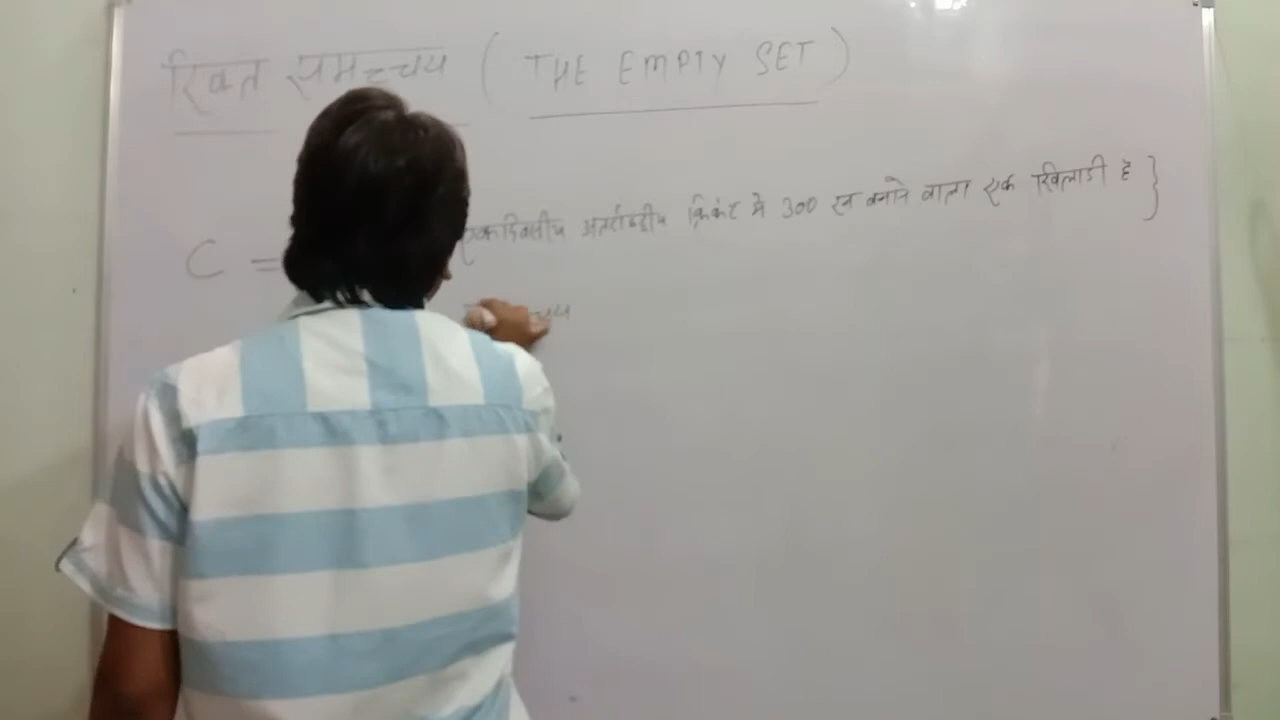 रिक्त समुच्चय ( THE EMPTY SET )
C = एकदिवसीय अंतर्राष्ट्रीय क्रिकेट में 300 रन बनाने वाला एक खिलाडी है }